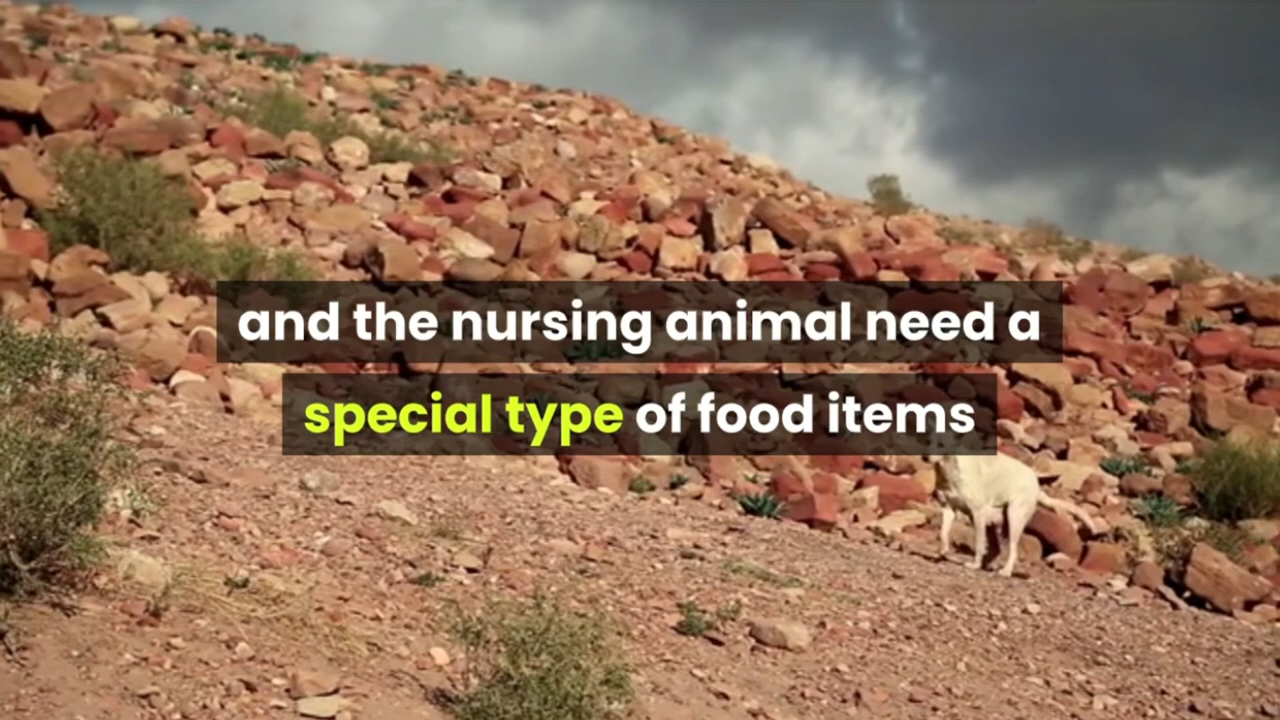 and the nursing animal need a
special type of food items